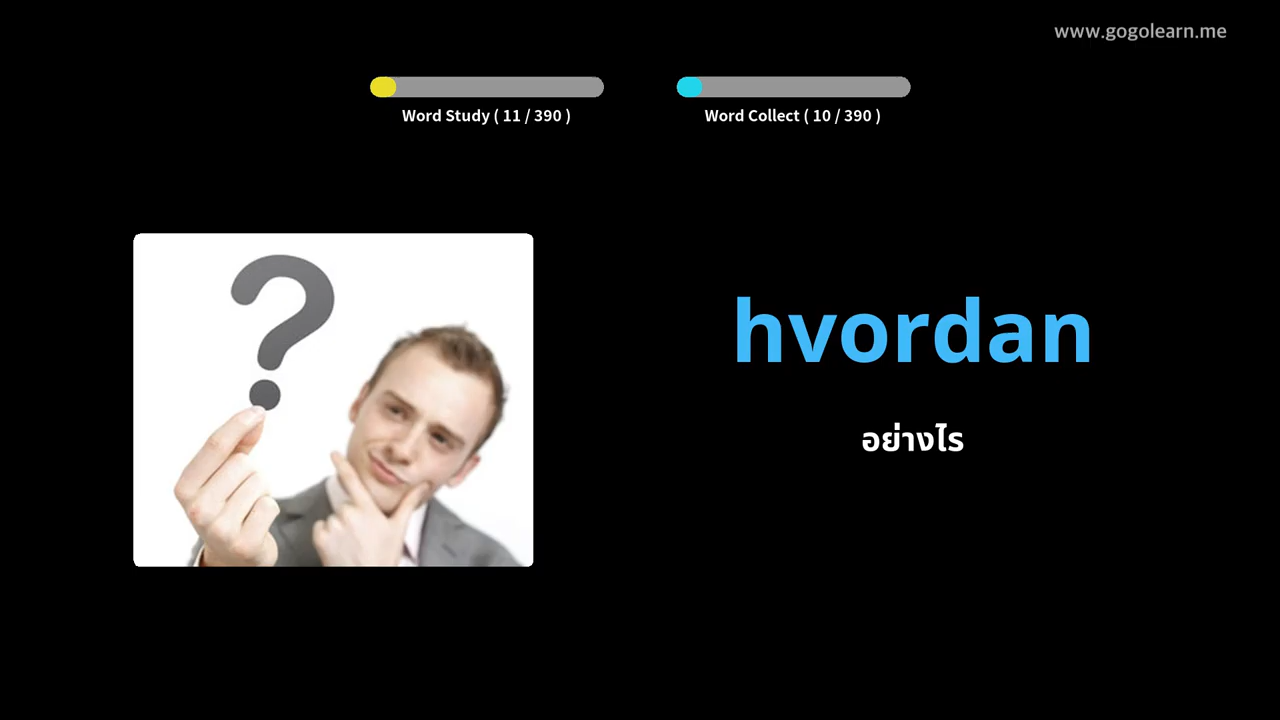 www.gogolearn.me
Word Study ( 11 / 390 )
Word Collect ( 10 / 390 )
hvordan
อย่างไร